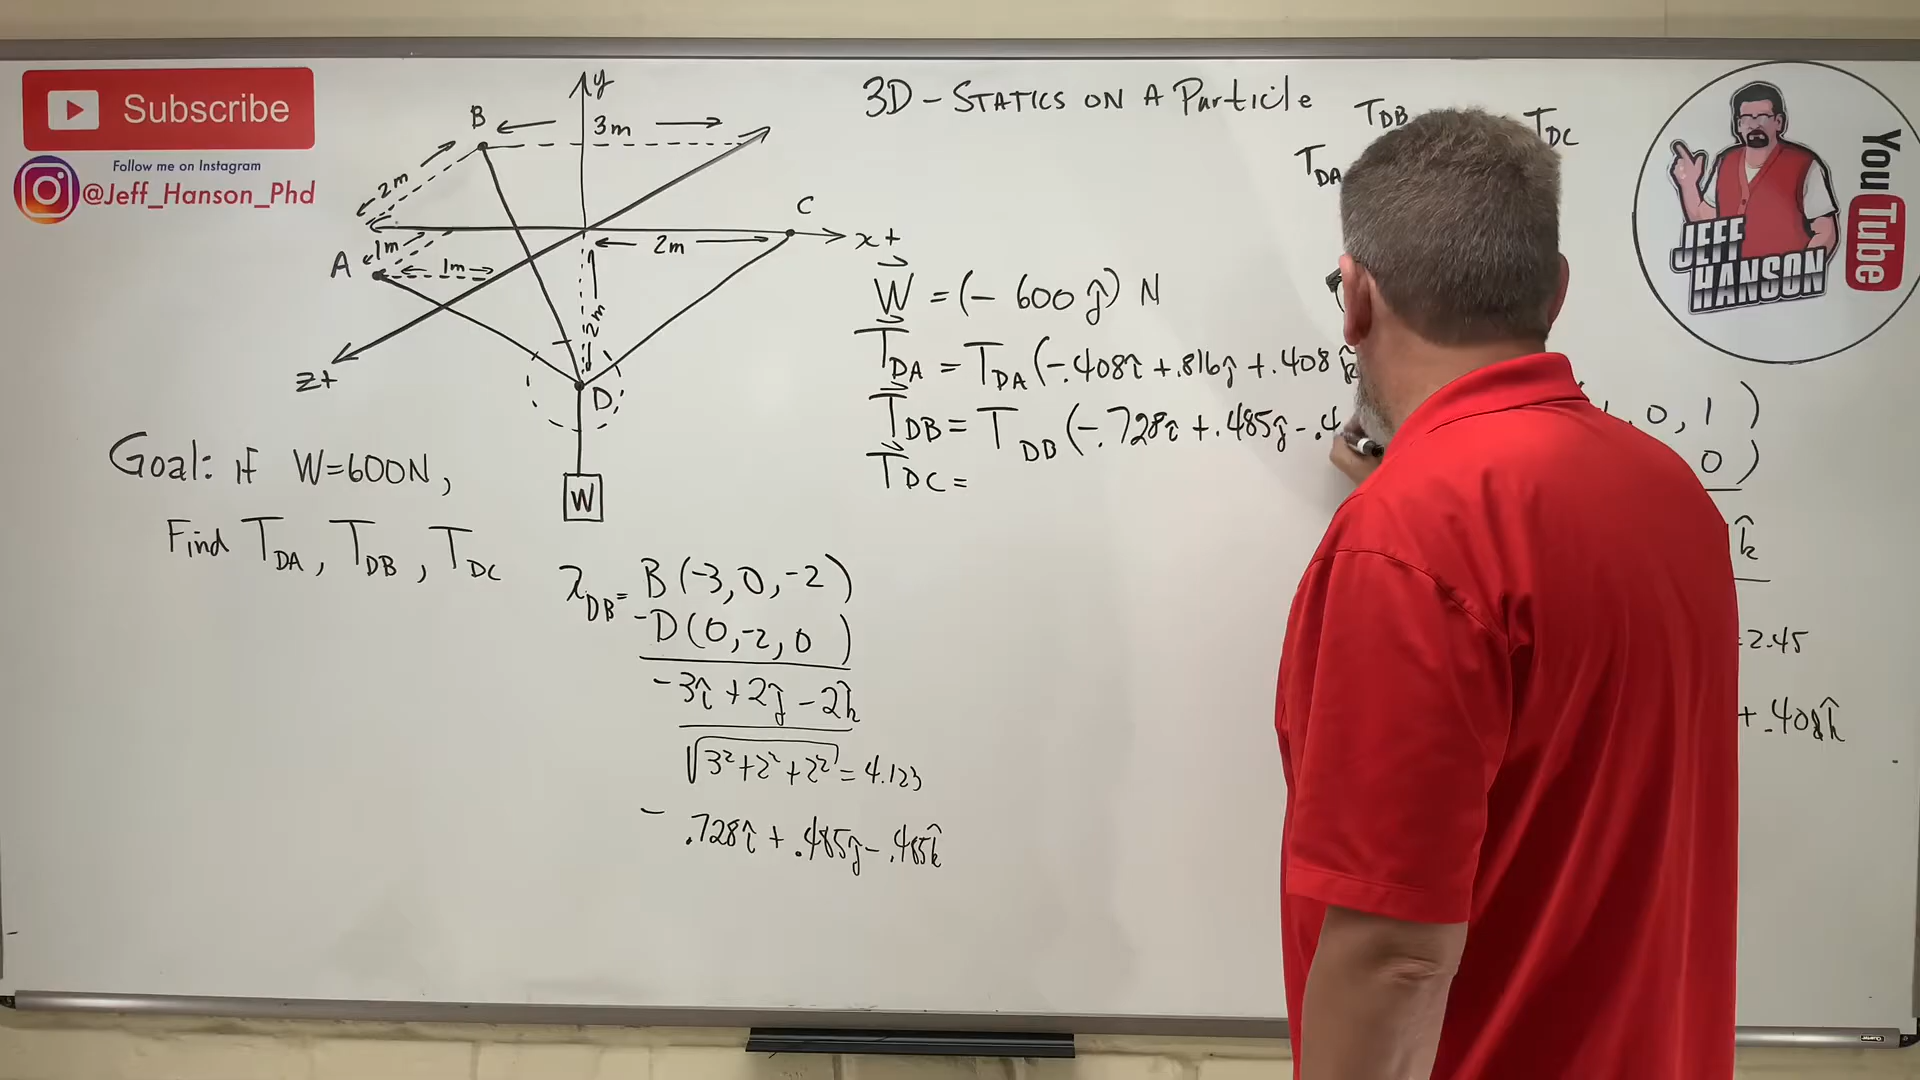 Subscribe
Follow me on Instagram
@Jeff_Hanson_Phd
3D - STATICS ON A Particle
y
B
3m
2m
C
x+
2m
1m
A
1m
2m
z+
D
W
T_DB
T_DC
T_DA
JEFF
HANSON
YouTube
W = (- 600 ĵ) N
T_DA = T_DA (-.408î + .816ĵ + .408 k̂
T_DB = T_DB (-.728î + .485ĵ - .4
T_DC =
, 0, 1 )
0 )
k̂
2.45
+ .408k̂
Goal: If W=600N,
Find T_DA, T_DB, T_DC
λ_DB = B (-3, 0, -2 )
-D (0, -2, 0 )
-3î + 2ĵ - 2k̂
√3²+2²+2² = 4.123
- .728î + .485ĵ - .485k̂